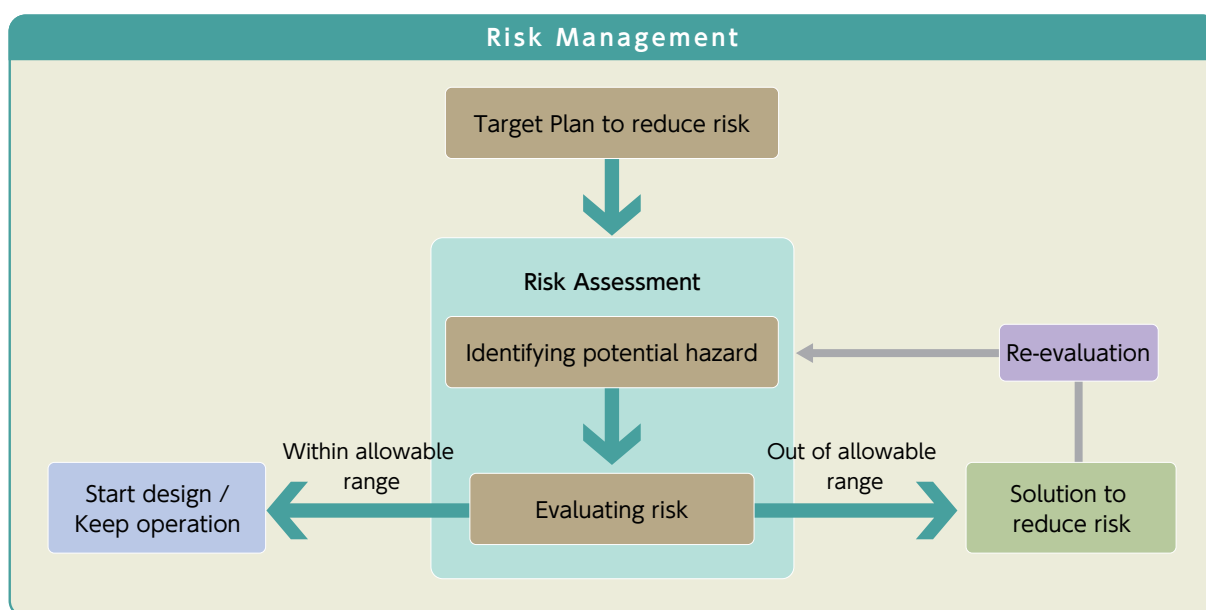 Risk Management
Target Plan to reduce risk
Risk Assessment
Identifying potential hazard
Re-evaluation
Within allowable
range
Out of allowable
range
Start design /
Keep operation
Evaluating risk
Solution to
reduce risk